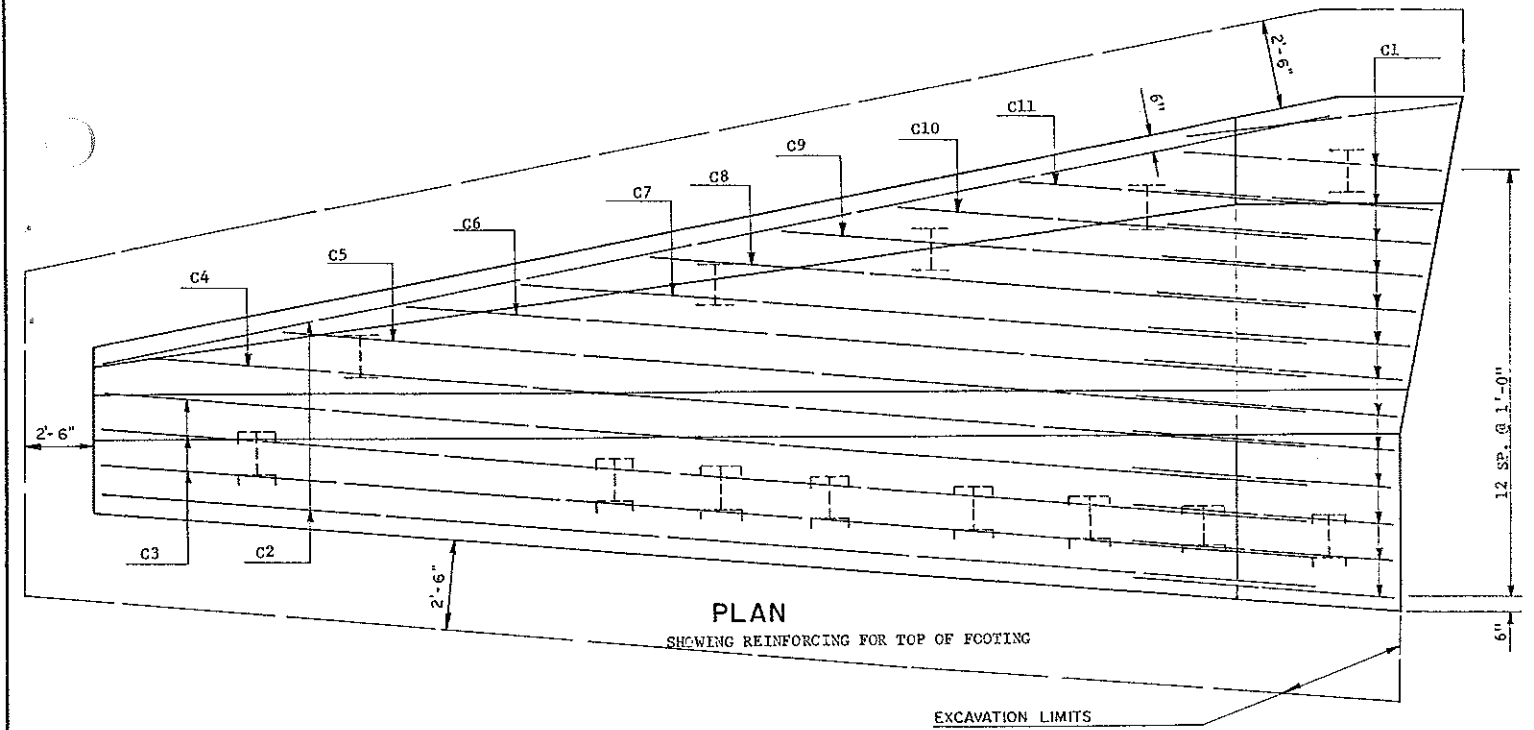 2'-6"
C1
6"
C11
C10
C9
C8
C7
C6
C5
C4
12 SP. @ 1'-0"
2'-6"
C3
C2
2'-6"
PLAN
SHOWING REINFORCING FOR TOP OF FOOTING
6"
EXCAVATION LIMITS